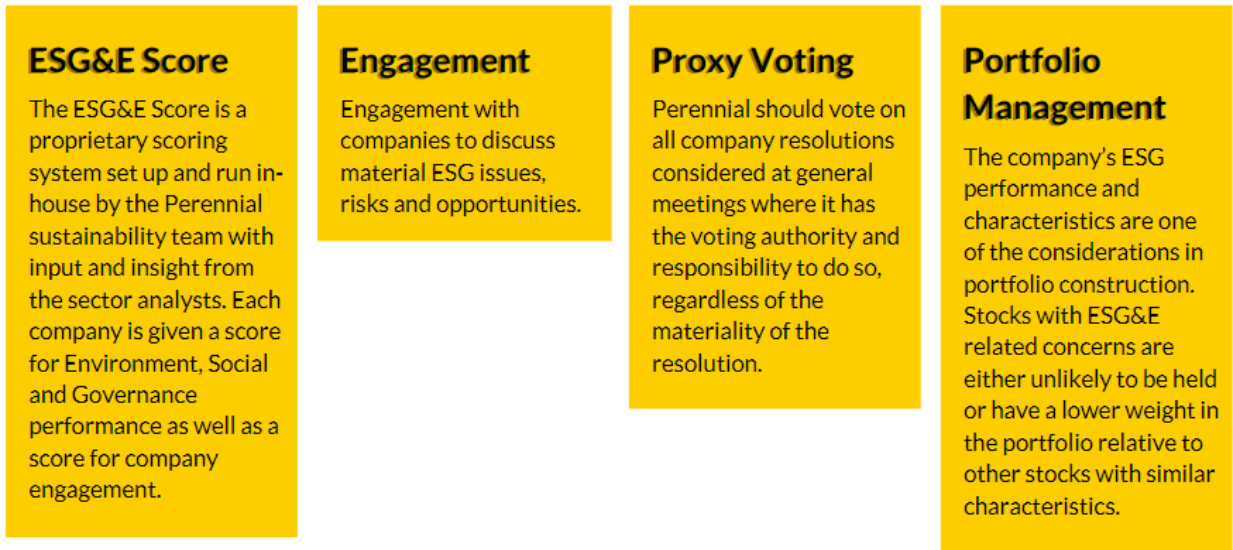 ESG&E Score
The ESG&E Score is a
proprietary scoring
system set up and run in-
house by the Perennial
sustainability team with
input and insight from
the sector analysts. Each
company is given a score
for Environment, Social
and Governance
performance as well as a
score for company
engagement.
Engagement
Engagement with
companies to discuss
material ESG issues,
risks and opportunities.
Proxy Voting
Perennial should vote on
all company resolutions
considered at general
meetings where it has
the voting authority and
responsibility to do so,
regardless of the
materiality of the
resolution.
Portfolio
Management
The company’s ESG
performance and
characteristics are one
of the considerations in
portfolio construction.
Stocks with ESG&E
related concerns are
either unlikely to be held
or have a lower weight in
the portfolio relative to
other stocks with similar
characteristics.